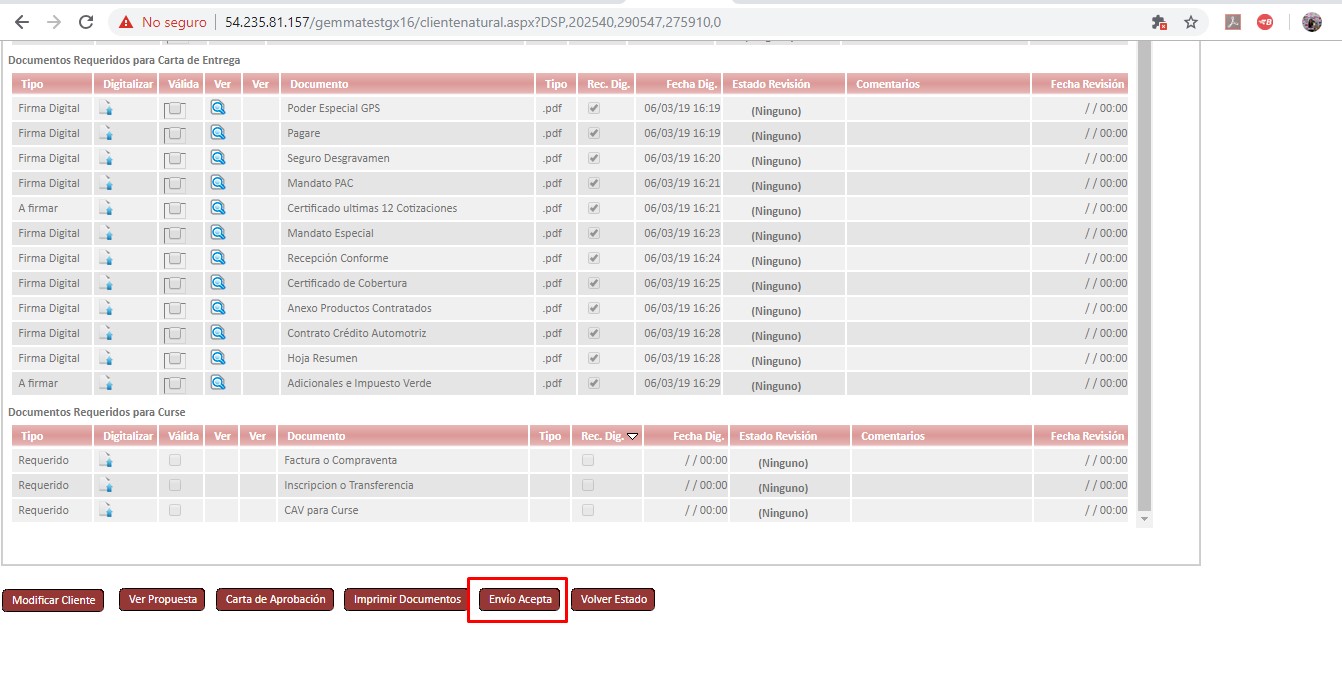 No seguro 54.235.81.157/gemmatestgx16/clientenatural.aspx?DSP,202540,290547,275910,0
Documentos Requeridos para Carta de Entrega
Tipo Digitalizar Válida Ver Ver Documento Tipo Rec. Dig. Fecha Dig. Estado Revisión Comentarios Fecha Revisión
Firma Digital Poder Especial GPS .pdf 06/03/19 16:19 (Ninguno) / / 00:00
Firma Digital Pagare .pdf 06/03/19 16:19 (Ninguno) / / 00:00
Firma Digital Seguro Desgravamen .pdf 06/03/19 16:20 (Ninguno) / / 00:00
Firma Digital Mandato PAC .pdf 06/03/19 16:21 (Ninguno) / / 00:00
A firmar Certificado ultimas 12 Cotizaciones .pdf 06/03/19 16:21 (Ninguno) / / 00:00
Firma Digital Mandato Especial .pdf 06/03/19 16:23 (Ninguno) / / 00:00
Firma Digital Recepción Conforme .pdf 06/03/19 16:24 (Ninguno) / / 00:00
Firma Digital Certificado de Cobertura .pdf 06/03/19 16:25 (Ninguno) / / 00:00
Firma Digital Anexo Productos Contratados .pdf 06/03/19 16:26 (Ninguno) / / 00:00
Firma Digital Contrato Crédito Automotriz .pdf 06/03/19 16:28 (Ninguno) / / 00:00
Firma Digital Hoja Resumen .pdf 06/03/19 16:28 (Ninguno) / / 00:00
A firmar Adicionales e Impuesto Verde .pdf 06/03/19 16:29 (Ninguno) / / 00:00
Documentos Requeridos para Curse
Tipo Digitalizar Válida Ver Ver Documento Tipo Rec. Dig. Fecha Dig. Estado Revisión Comentarios Fecha Revisión
Requerido Factura o Compraventa / / 00:00 (Ninguno) / / 00:00
Requerido Inscripcion o Transferencia / / 00:00 (Ninguno) / / 00:00
Requerido CAV para Curse / / 00:00 (Ninguno) / / 00:00
Modificar Cliente Ver Propuesta Carta de Aprobación Imprimir Documentos Envío Acepta Volver Estado